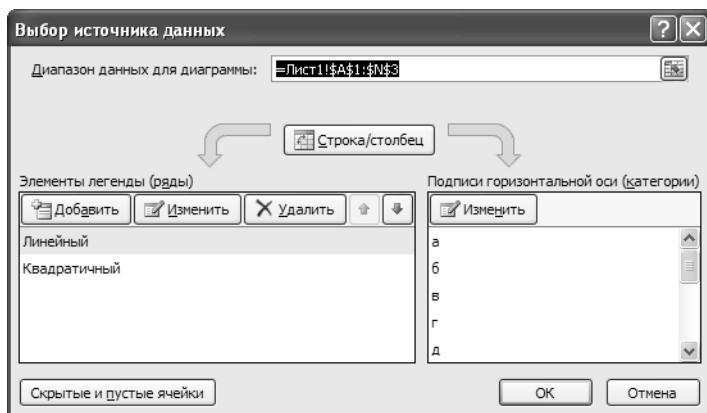 Выбор источника данных
Диапазон данных для диаграммы: =Лист1!$A$1:$N$3
Строка/столбец
Элементы легенды (ряды)
Добавить Изменить Удалить
Линейный
Квадратичный
Подписи горизонтальной оси (категории)
Изменить
а
б
в
г
д
Скрытые и пустые ячейки
ОК Отмена